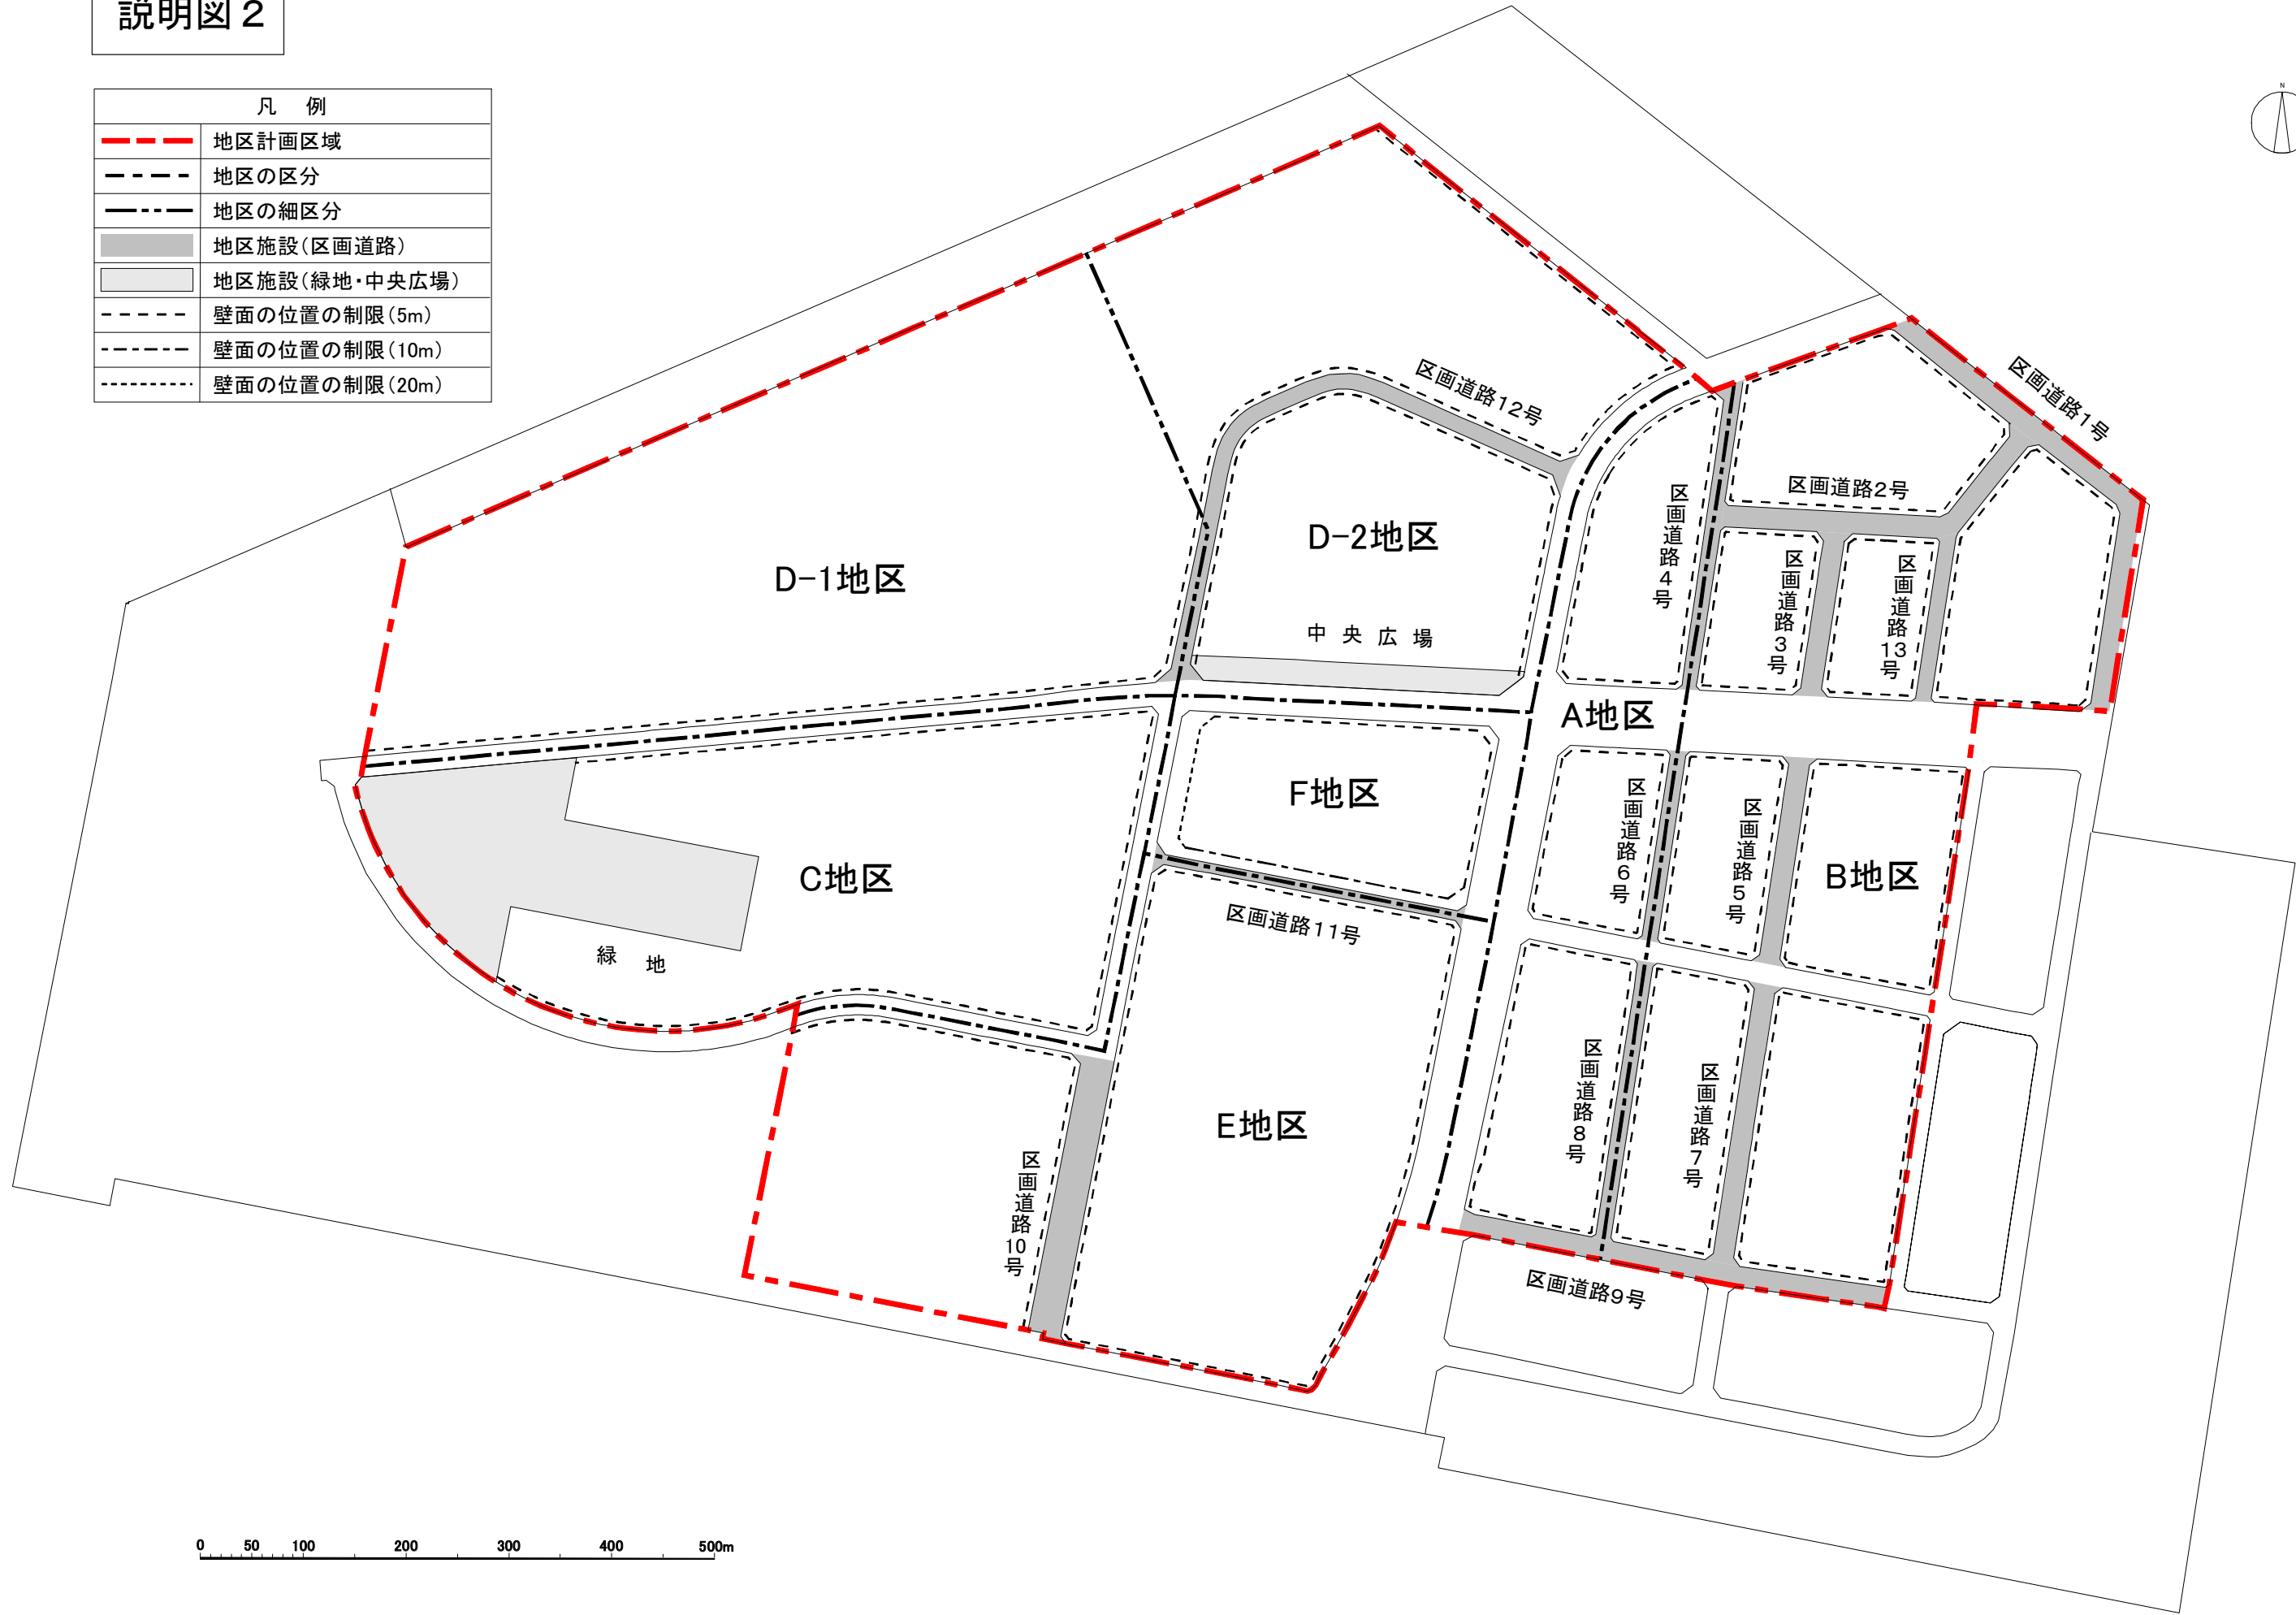 説明図２
凡　例
地区計画区域
地区の区分
地区の細区分
地区施設(区画道路)
地区施設(緑地・中央広場)
壁面の位置の制限(5m)
壁面の位置の制限(10m)
壁面の位置の制限(20m)
N
区画道路1号
区画道路12号
区画道路2号
区画道路4号
区画道路3号
区画道路13号
D-2地区
D-1地区
中央広場
A地区
F地区
区画道路6号
区画道路5号
B地区
C地区
区画道路11号
緑地
区画道路8号
区画道路7号
E地区
区画道路10号
区画道路9号
0 50 100 200 300 400 500m